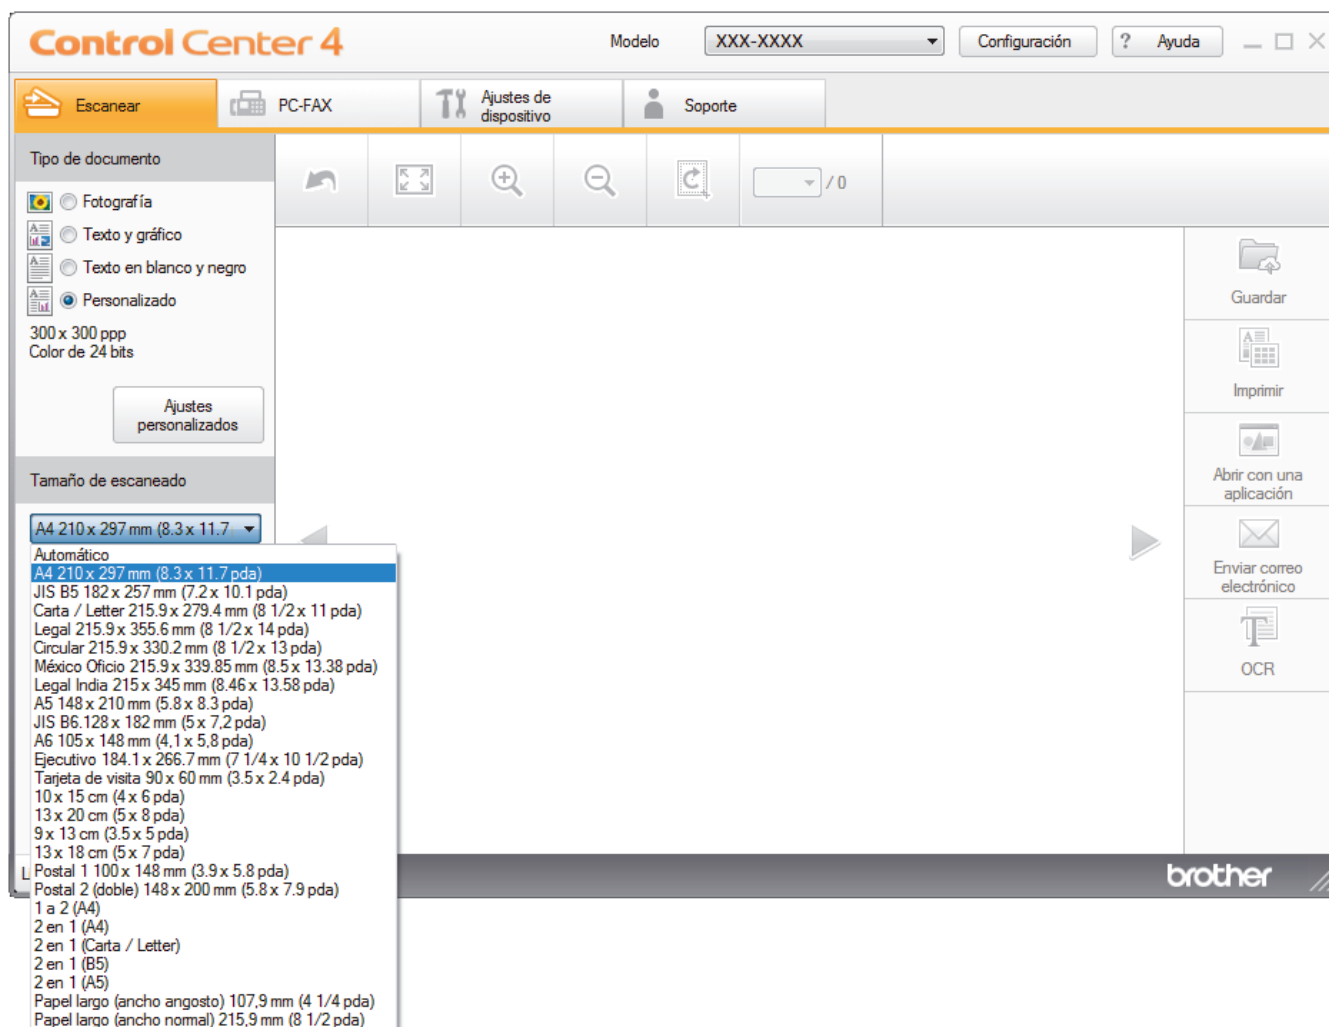 Control Center 4
Modelo
XXX-XXXX
Configuración
? Ayuda
Escanear
PC-FAX
Ajustes de
dispositivo
Soporte
Tipo de documento
/ 0
Fotografía
Texto y gráfico
Texto en blanco y negro
Personalizado
300 x 300 ppp
Color de 24 bits
Ajustes
personalizados
Tamaño de escaneado
A4 210 x 297 mm (8.3 x 11.7
Automático
A4 210 x 297 mm (8.3 x 11.7 pda)
JIS B5 182 x 257 mm (7.2 x 10.1 pda)
Carta / Letter 215.9 x 279.4 mm (8 1/2 x 11 pda)
Legal 215.9 x 355.6 mm (8 1/2 x 14 pda)
Circular 215.9 x 330.2 mm (8 1/2 x 13 pda)
México Oficio 215.9 x 339.85 mm (8.5 x 13.38 pda)
Legal India 215 x 345 mm (8.46 x 13.58 pda)
A5 148 x 210 mm (5.8 x 8.3 pda)
JIS B6.128 x 182 mm (5 x 7,2 pda)
A6 105 x 148 mm (4,1 x 5,8 pda)
Ejecutivo 184.1 x 266.7 mm (7 1/4 x 10 1/2 pda)
Tarjeta de visita 90 x 60 mm (3.5 x 2.4 pda)
10 x 15 cm (4 x 6 pda)
13 x 20 cm (5 x 8 pda)
9 x 13 cm (3.5 x 5 pda)
13 x 18 cm (5 x 7 pda)
Postal 1 100 x 148 mm (3.9 x 5.8 pda)
Postal 2 (doble) 148 x 200 mm (5.8 x 7.9 pda)
1 a 2 (A4)
2 en 1 (A4)
2 en 1 (Carta / Letter)
2 en 1 (B5)
2 en 1 (A5)
Papel largo (ancho angosto) 107,9 mm (4 1/4 pda)
Papel largo (ancho normal) 215,9 mm (8 1/2 pda)
Guardar
Imprimir
Abrir con una
aplicación
Enviar correo
electrónico
OCR
brother